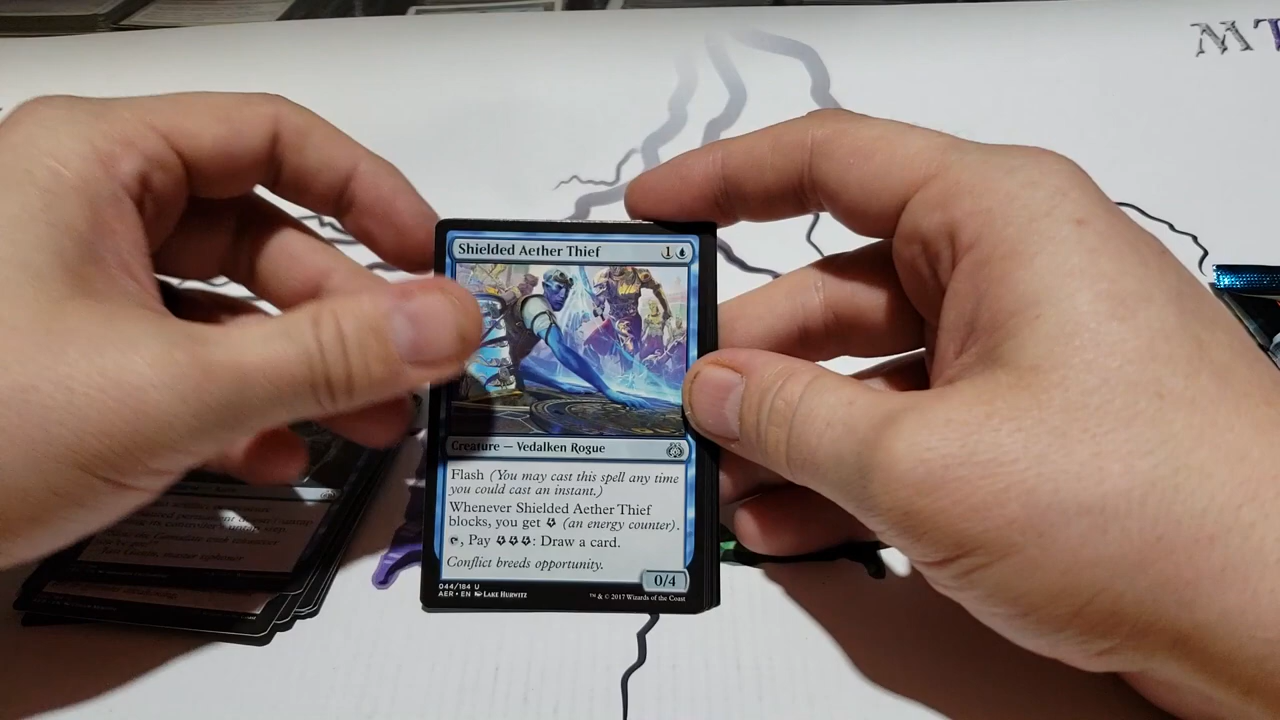 MT
Shielded Aether Thief 1
Creature — Vedalken Rogue
Flash (You may cast this spell any time
you could cast an instant.)
Whenever Shielded Aether Thief
blocks, you get (an energy counter).
, Pay : Draw a card.
Conflict breeds opportunity.
0/4
044/184 U
AER • EN LAKE HURWITZ
™ & © 2017 Wizards of the Coast